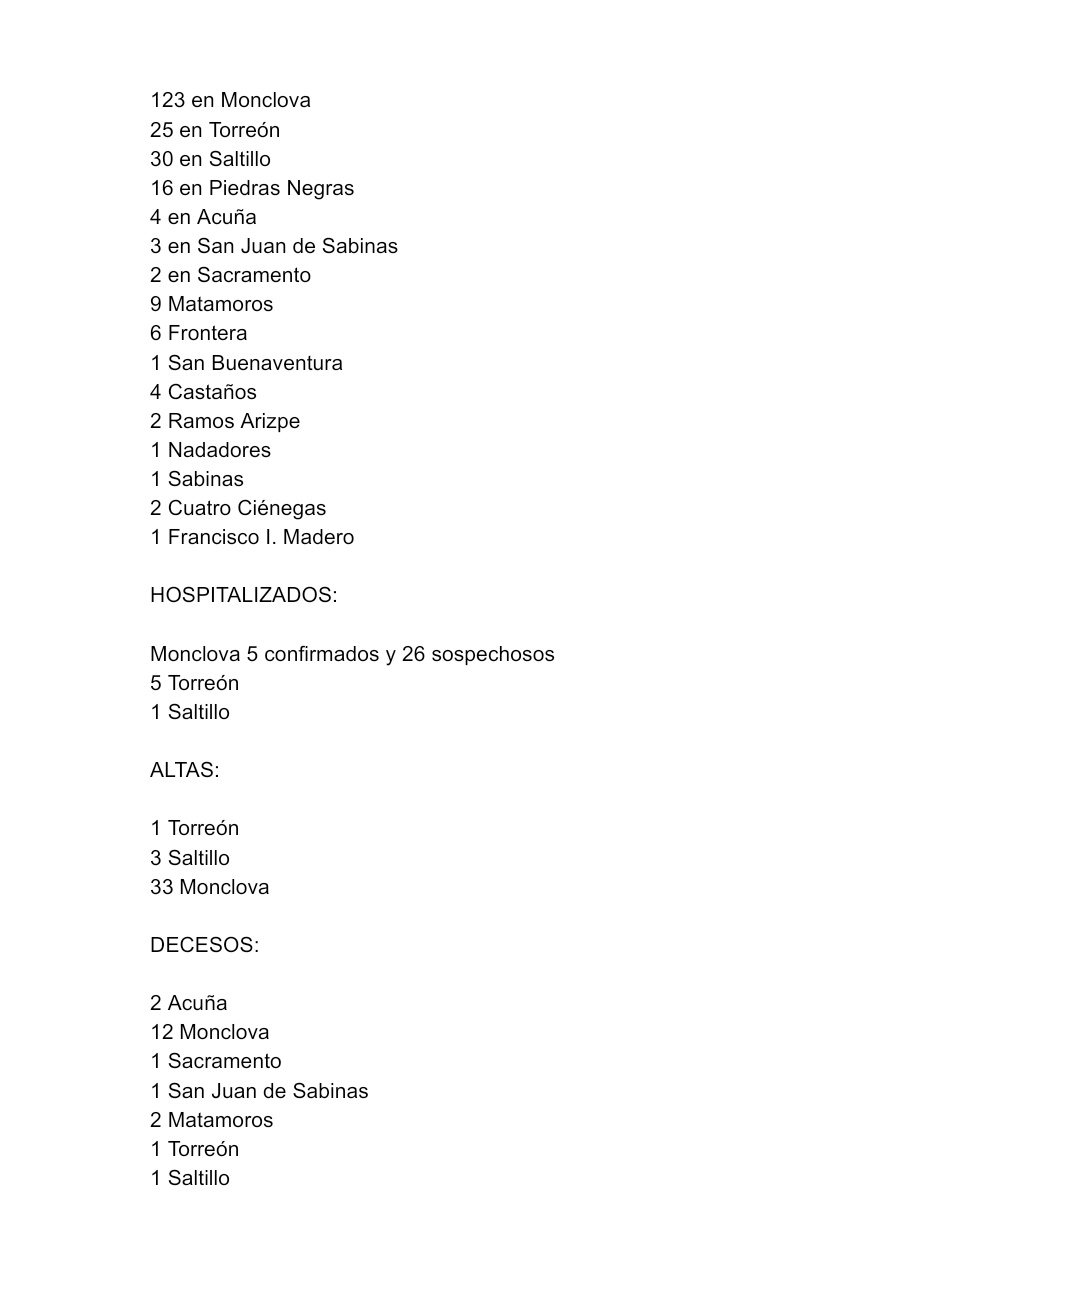 123 en Monclova
25 en Torreón
30 en Saltillo
16 en Piedras Negras
4 en Acuña
3 en San Juan de Sabinas
2 en Sacramento
9 Matamoros
6 Frontera
1 San Buenaventura
4 Castaños
2 Ramos Arizpe
1 Nadadores
1 Sabinas
2 Cuatro Ciénegas
1 Francisco I. Madero
HOSPITALIZADOS:
Monclova 5 confirmados y 26 sospechosos
5 Torreón
1 Saltillo
ALTAS:
1 Torreón
3 Saltillo
33 Monclova
DECESOS:
2 Acuña
12 Monclova
1 Sacramento
1 San Juan de Sabinas
2 Matamoros
1 Torreón
1 Saltillo